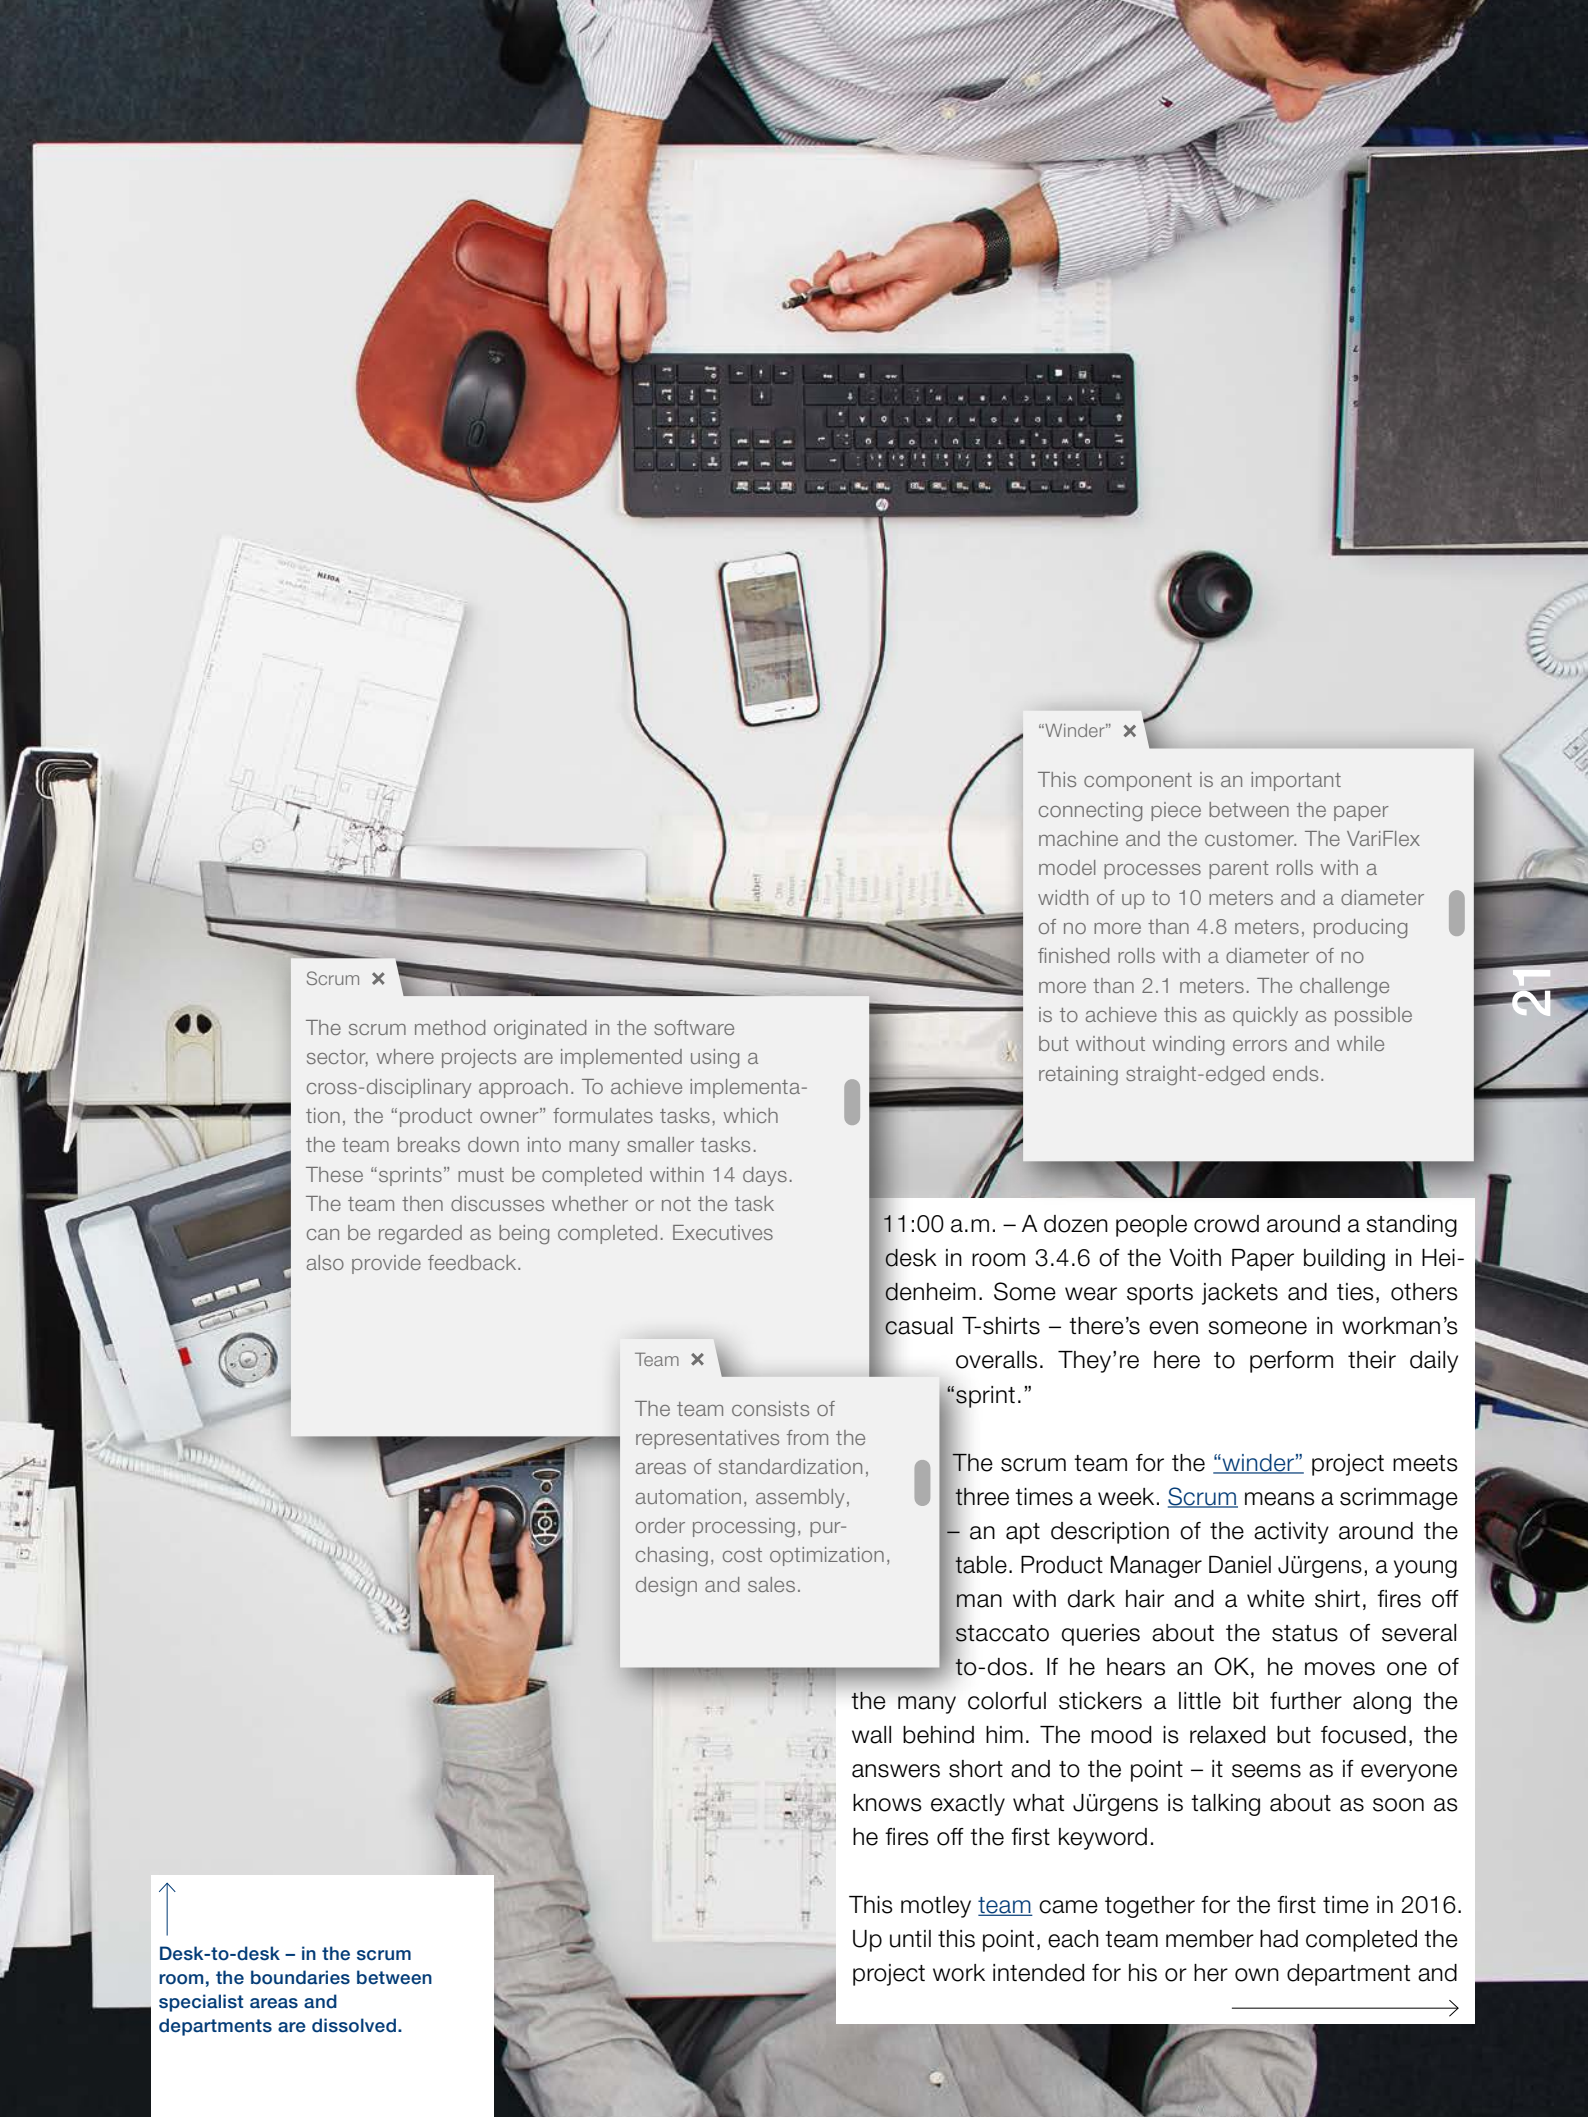 “Winder” ×
This component is an important
connecting piece between the paper
machine and the customer. The VariFlex
model processes parent rolls with a
width of up to 10 meters and a diameter
of no more than 4.8 meters, producing
finished rolls with a diameter of no
more than 2.1 meters. The challenge
is to achieve this as quickly as possible
but without winding errors and while
retaining straight-edged ends.
21
Scrum ×
The scrum method originated in the software
sector, where projects are implemented using a
cross-disciplinary approach. To achieve implementa-
tion, the “product owner” formulates tasks, which
the team breaks down into many smaller tasks.
These “sprints” must be completed within 14 days.
The team then discusses whether or not the task
can be regarded as being completed. Executives
also provide feedback.
Team ×
The team consists of
representatives from the
areas of standardization,
automation, assembly,
order processing, pur-
chasing, cost optimization,
design and sales.
11:00 a.m. – A dozen people crowd around a standing
desk in room 3.4.6 of the Voith Paper building in Hei-
denheim. Some wear sports jackets and ties, others
casual T-shirts – there’s even someone in workman’s
overalls. They’re here to perform their daily
“sprint.”
The scrum team for the “winder” project meets
three times a week. Scrum means a scrimmage
– an apt description of the activity around the
table. Product Manager Daniel Jürgens, a young
man with dark hair and a white shirt, fires off
staccato queries about the status of several
to-dos. If he hears an OK, he moves one of
the many colorful stickers a little bit further along the
wall behind him. The mood is relaxed but focused, the
answers short and to the point – it seems as if everyone
knows exactly what Jürgens is talking about as soon as
he fires off the first keyword.
This motley team came together for the first time in 2016.
Up until this point, each team member had completed the
project work intended for his or her own department and
Desk-to-desk – in the scrum
room, the boundaries between
specialist areas and
departments are dissolved.
VOITH
hp